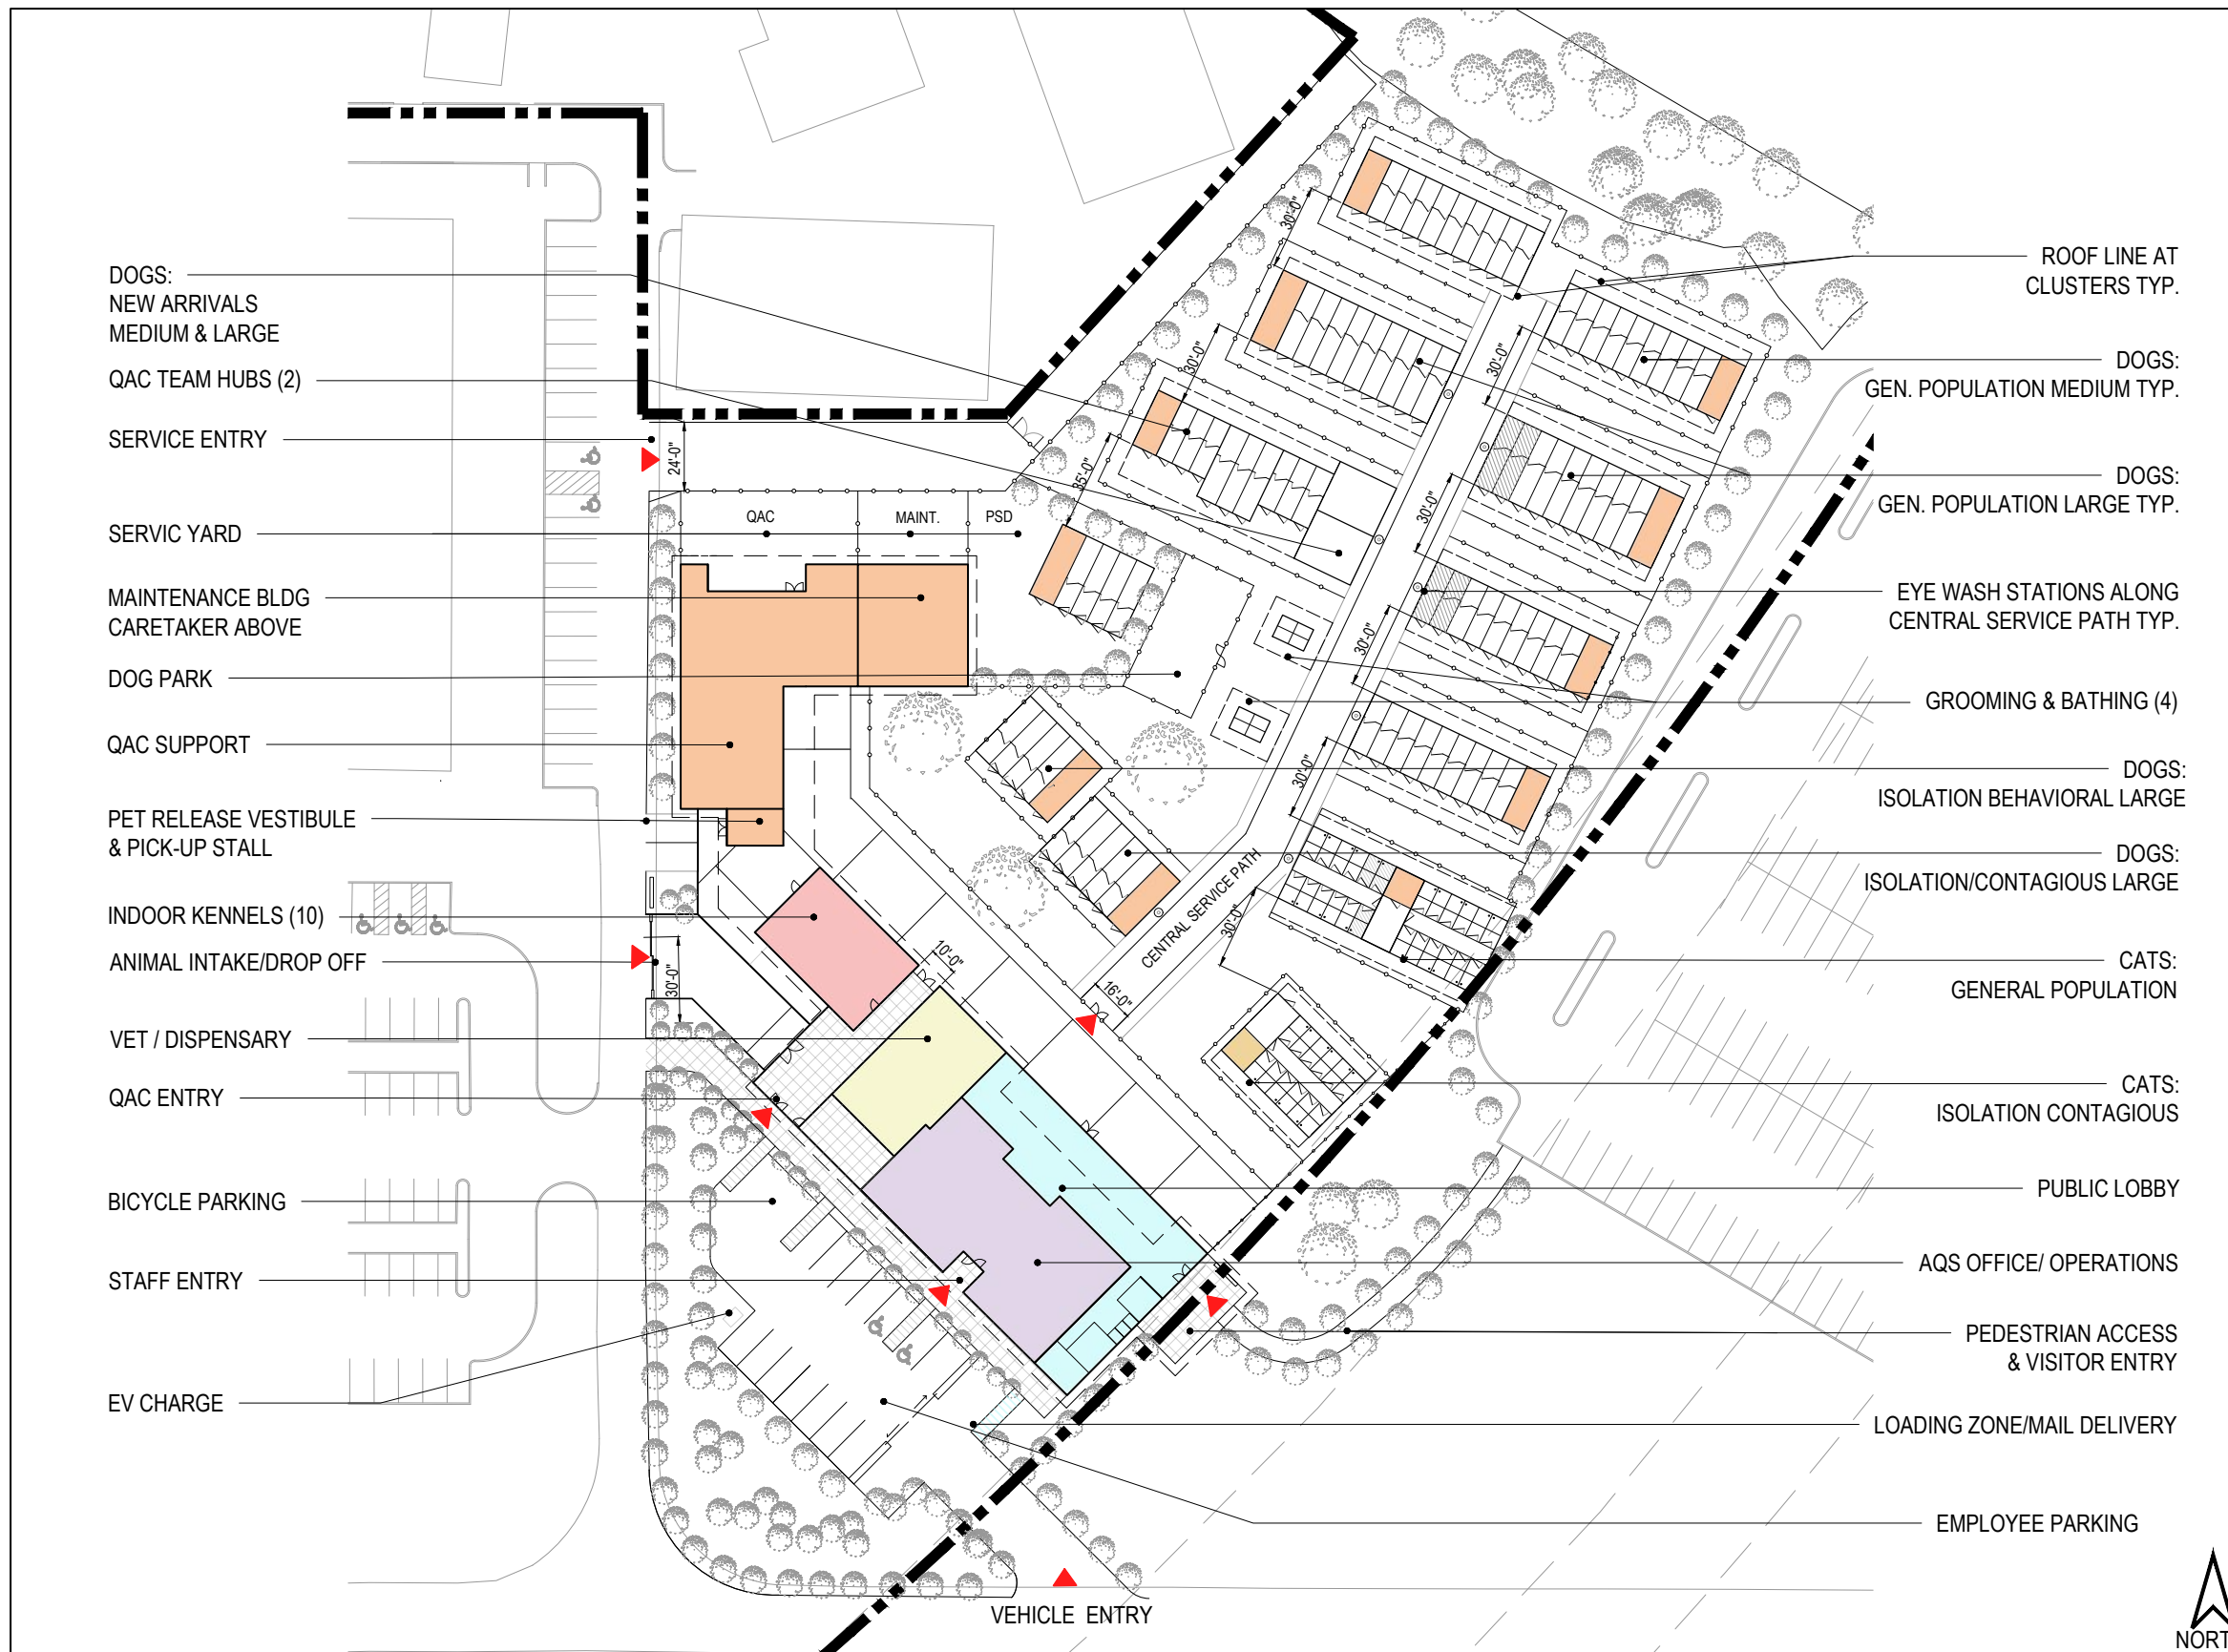 DOGS:
NEW ARRIVALS
MEDIUM & LARGE
QAC TEAM HUBS (2)
SERVICE ENTRY
SERVIC YARD
MAINTENANCE BLDG
CARETAKER ABOVE
DOG PARK
QAC SUPPORT
PET RELEASE VESTIBULE
& PICK-UP STALL
INDOOR KENNELS (10)
ANIMAL INTAKE/DROP OFF
VET / DISPENSARY
QAC ENTRY
BICYCLE PARKING
STAFF ENTRY
EV CHARGE
24'-0"
QAC
MAINT.
PSD
30'-0"
30'-0"
35'-0"
30'-0"
30'-0"
30'-0"
30'-0"
30'-0"
CENTRAL SERVICE PATH
16'-0"
10'-0"
30'-0"
VEHICLE ENTRY
ROOF LINE AT
CLUSTERS TYP.
DOGS:
GEN. POPULATION MEDIUM TYP.
DOGS:
GEN. POPULATION LARGE TYP.
EYE WASH STATIONS ALONG
CENTRAL SERVICE PATH TYP.
GROOMING & BATHING (4)
DOGS:
ISOLATION BEHAVIORAL LARGE
DOGS:
ISOLATION/CONTAGIOUS LARGE
CATS:
GENERAL POPULATION
CATS:
ISOLATION CONTAGIOUS
PUBLIC LOBBY
AQS OFFICE/ OPERATIONS
PEDESTRIAN ACCESS
& VISITOR ENTRY
LOADING ZONE/MAIL DELIVERY
EMPLOYEE PARKING
NORT